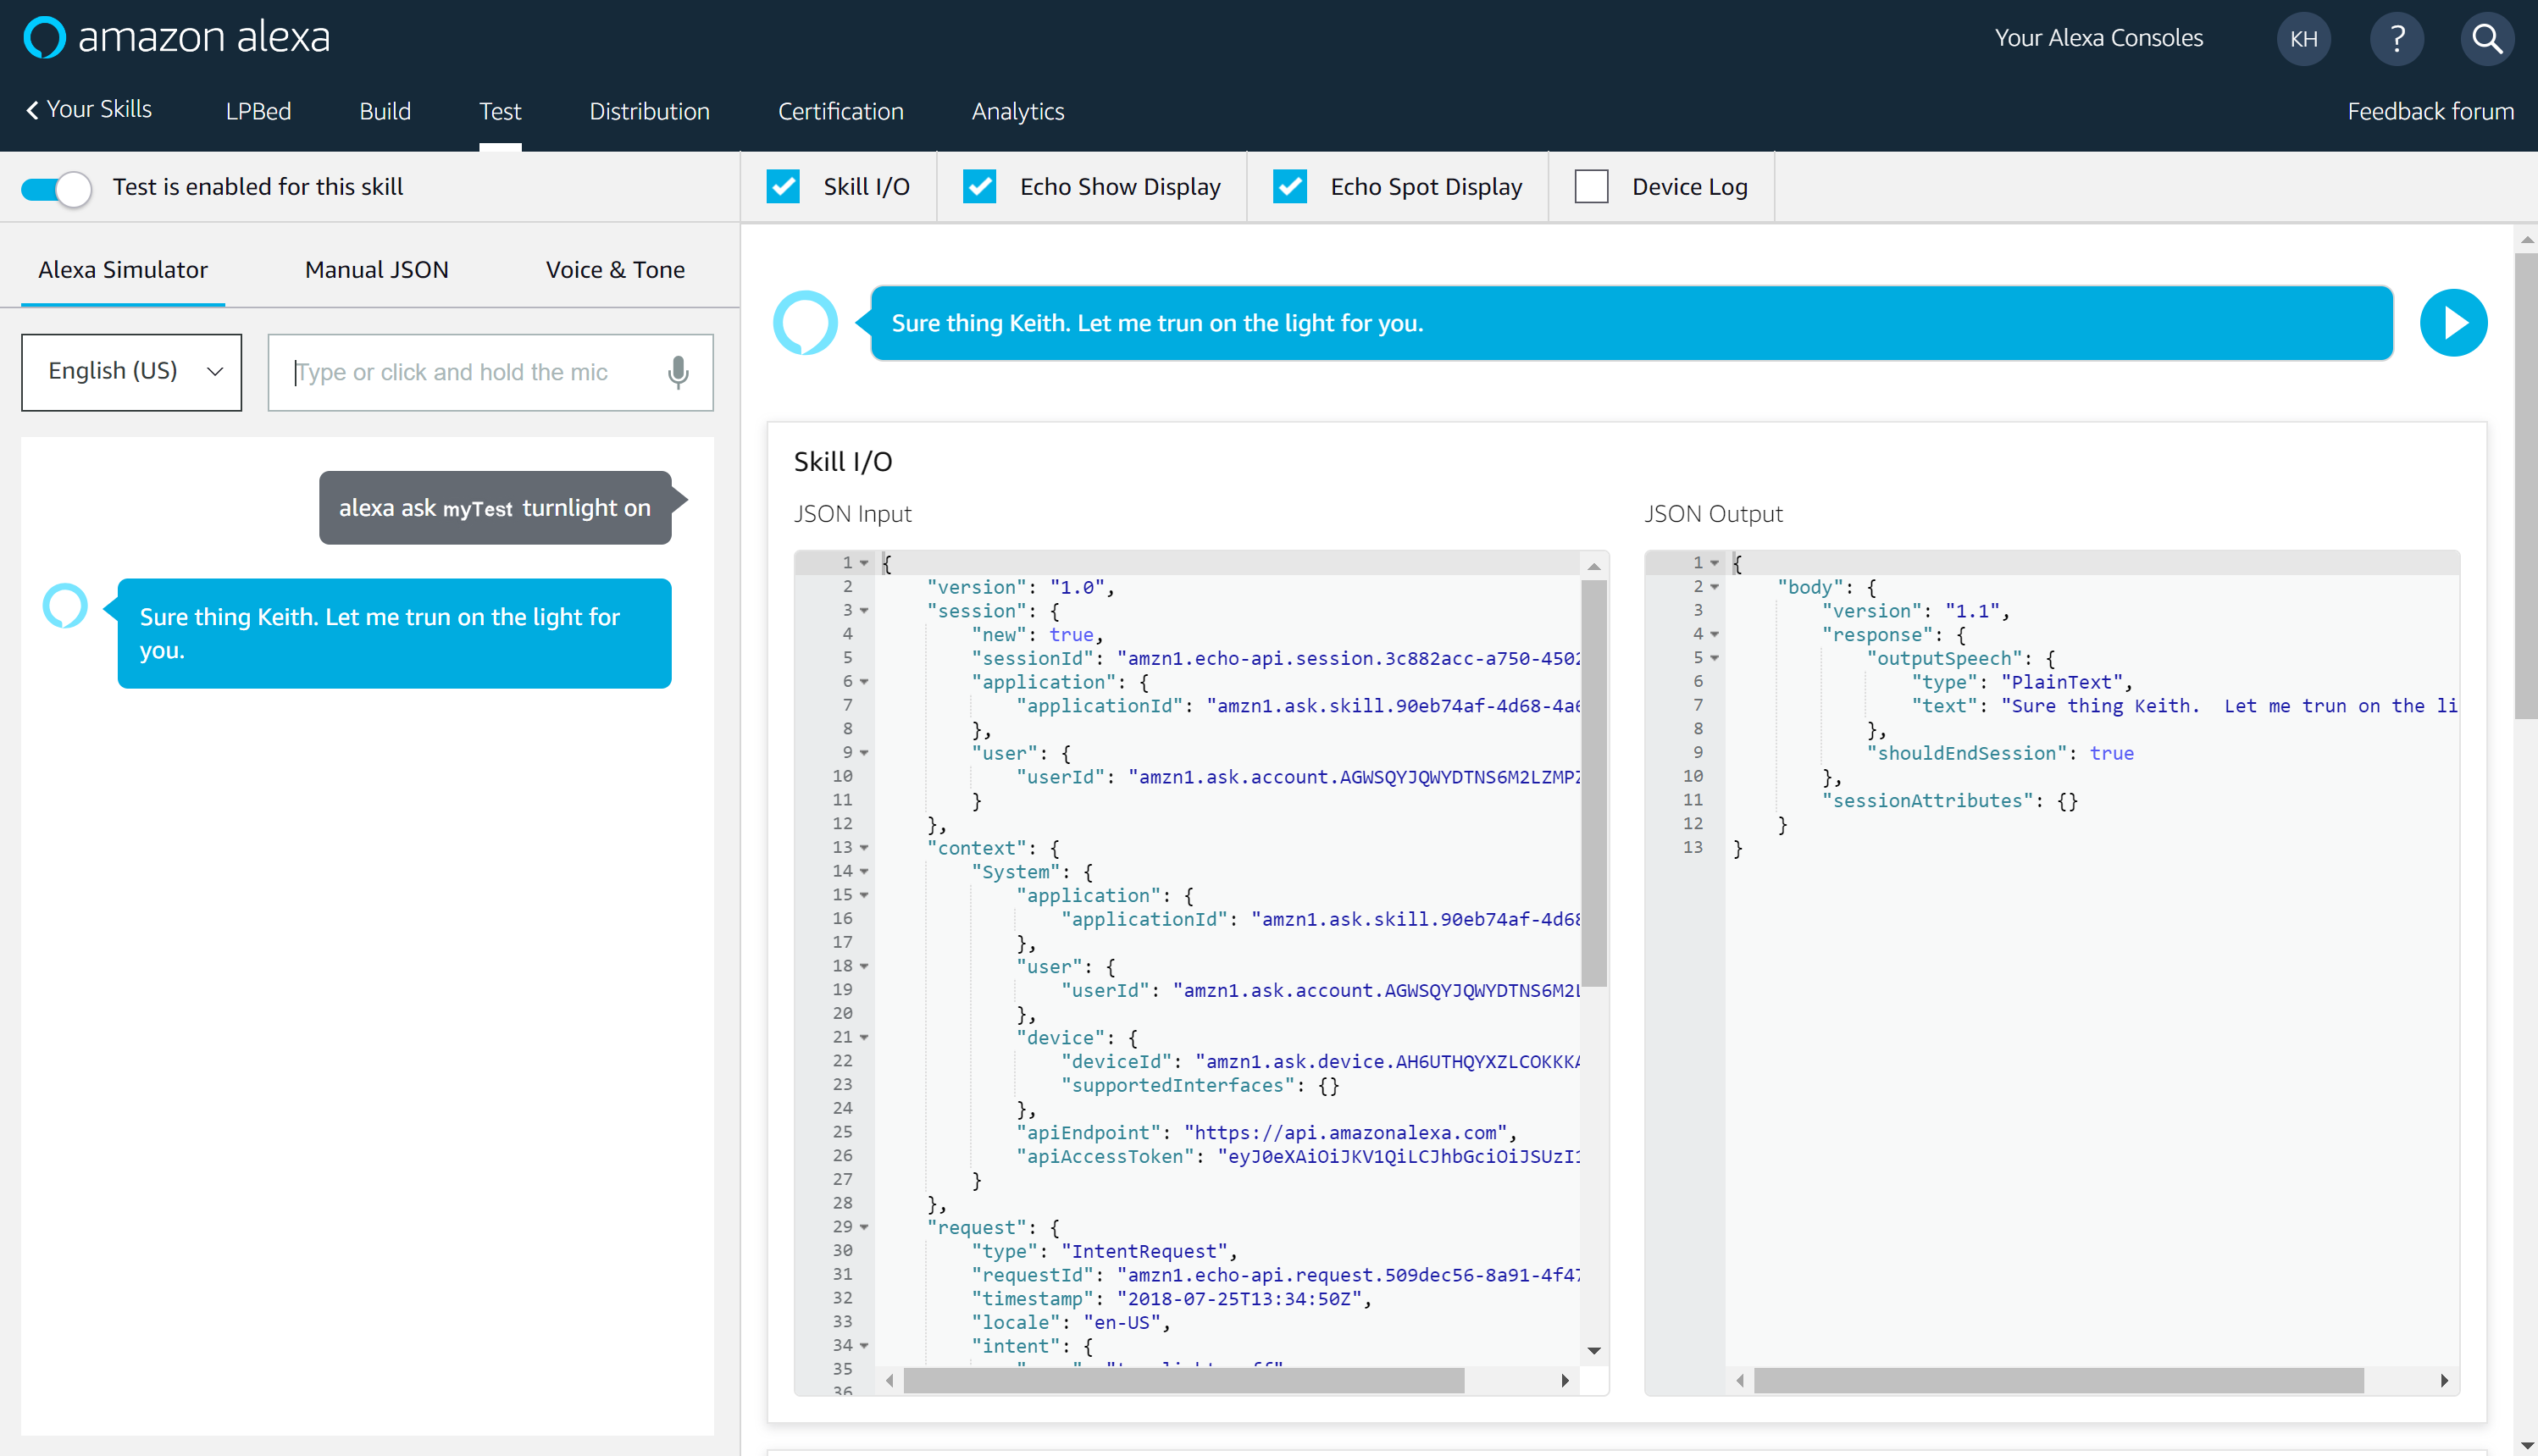 amazon alexa
Your Alexa Consoles
KH
?
Your Skills
LPBed
Build
Test
Distribution
Certification
Analytics
Feedback forum
Test is enabled for this skill
Skill I/O
Echo Show Display
Echo Spot Display
Device Log
Alexa Simulator
Manual JSON
Voice & Tone
English (US)
Type or click and hold the mic
alexa ask myTest turnlight on
Sure thing Keith. Let me trun on the light for
you.
Sure thing Keith. Let me trun on the light for you.
Skill I/O
JSON Input
1 {
2 "version": "1.0",
3 "session": {
4 "new": true,
5 "sessionId": "amzn1.echo-api.session.3c882acc-a750-4502
6 "application": {
7 "applicationId": "amzn1.ask.skill.90eb74af-4d68-4a6
8 },
9 "user": {
10 "userId": "amzn1.ask.account.AGWSQYJQWYDTNS6M2LZMPZ
11 }
12 },
13 "context": {
14 "System": {
15 "application": {
16 "applicationId": "amzn1.ask.skill.90eb74af-4d68
17 },
18 "user": {
19 "userId": "amzn1.ask.account.AGWSQYJQWYDTNS6M2L
20 },
21 "device": {
22 "deviceId": "amzn1.ask.device.AH6UTHQYXZLCOKKKA
23 "supportedInterfaces": {}
24 },
25 "apiEndpoint": "https://api.amazonalexa.com",
26 "apiAccessToken": "eyJ0eXAiOiJKV1QiLCJhbGciOiJSUzI1
27 }
28 },
29 "request": {
30 "type": "IntentRequest",
31 "requestId": "amzn1.echo-api.request.509dec56-8a91-4f47
32 "timestamp": "2018-07-25T13:34:50Z",
33 "locale": "en-US",
34 "intent": {
35
36
JSON Output
1 {
2 "body": {
3 "version": "1.1",
4 "response": {
5 "outputSpeech": {
6 "type": "PlainText",
7 "text": "Sure thing Keith.  Let me trun on the li
8 },
9 "shouldEndSession": true
10 },
11 "sessionAttributes": {}
12 }
13 }